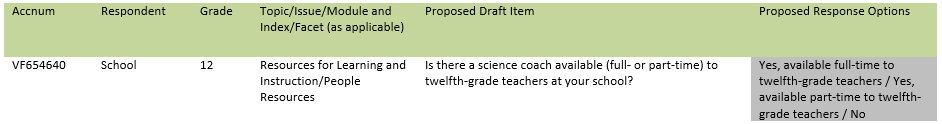 Accnum Respondent Grade Topic/Issue/Module and Index/Facet (as applicable) Proposed Draft Item Proposed Response Options
VF654640 School 12 Resources for Learning and Instruction/People Resources Is there a science coach available (full- or part-time) to twelfth-grade teachers at your school? Yes, available full-time to twelfth-grade teachers / Yes, available part-time to twelfth-grade teachers / No